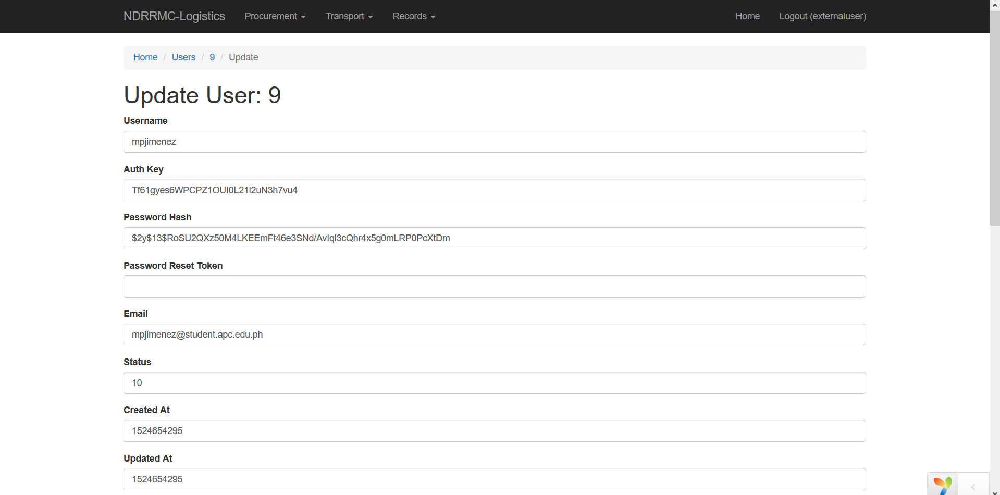 NDRRMC-Logistics Procurement Transport Records Home Logout (externaluser)
Home / Users / 9 / Update
Update User: 9
Username
mpjimenez
Auth Key
Tf61gyes6WPCPZ1OUI0L21i2uN3h7vu4
Password Hash
$2y$13$RoSU2QXz50M4LKEEmFt46e3SNd/AvIql3cQhr4x5g0mLRP0PcXtDm
Password Reset Token
Email
mpjimenez@student.apc.edu.ph
Status
10
Created At
1524654295
Updated At
1524654295